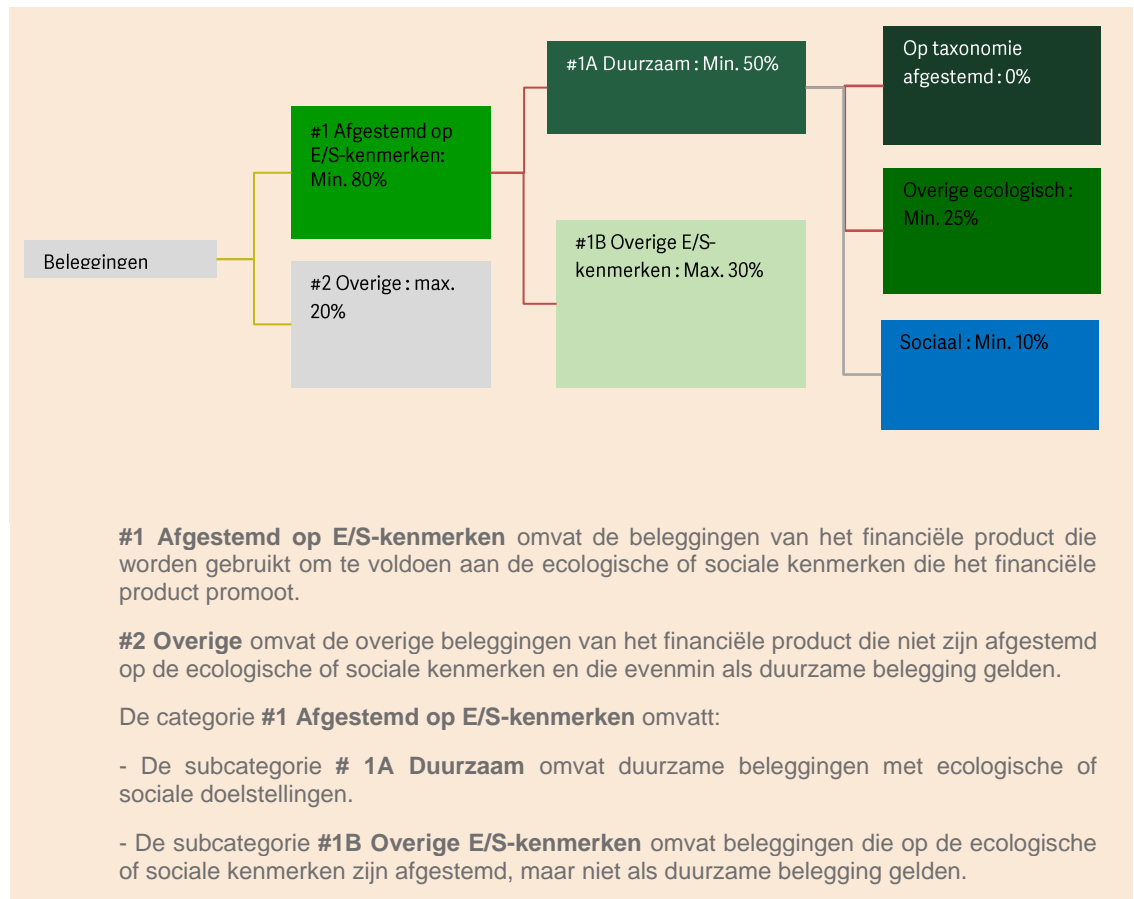 Beleggingen
#1 Afgestemd op
E/S-kenmerken:
Min. 80%
#2 Overige : max.
20%
#1A Duurzaam : Min. 50%
#1B Overige E/S-
kenmerken : Max. 30%
Op taxonomie
afgestemd : 0%
Overige ecologisch :
Min. 25%
Sociaal : Min. 10%
#1 Afgestemd op E/S-kenmerken omvat de beleggingen van het financiële product die
worden gebruikt om te voldoen aan de ecologische of sociale kenmerken die het financiële
product promoot.
#2 Overige omvat de overige beleggingen van het financiële product die niet zijn afgestemd
op de ecologische of sociale kenmerken en die evenmin als duurzame belegging gelden.
De categorie #1 Afgestemd op E/S-kenmerken omvatt:
- De subcategorie # 1A Duurzaam omvat duurzame beleggingen met ecologische of
sociale doelstellingen.
- De subcategorie #1B Overige E/S-kenmerken omvat beleggingen die op de ecologische
of sociale kenmerken zijn afgestemd, maar niet als duurzame belegging gelden.